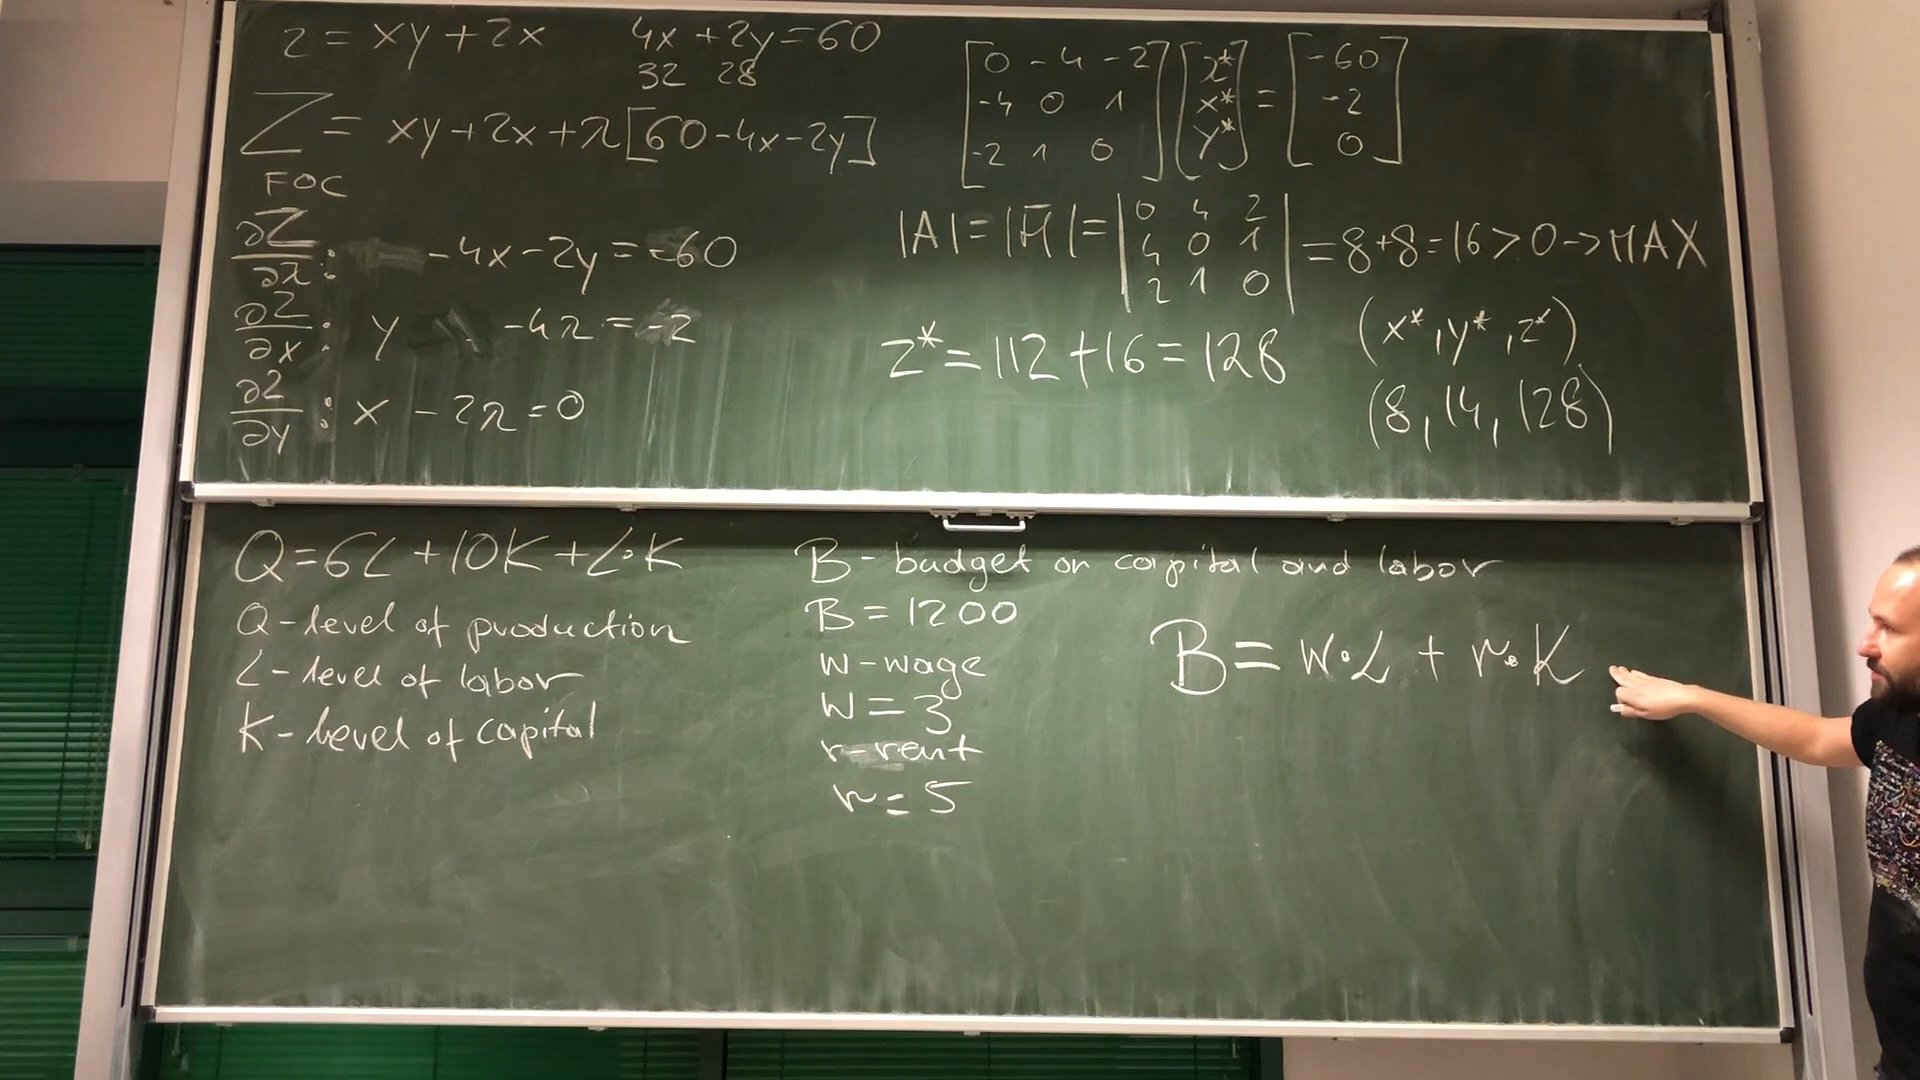 z = xy + 2x    4x + 2y = 60
32  28
Z = xy + 2x + λ[60 - 4x - 2y]
FOC
∂Z/∂λ: -4x - 2y = -60
∂Z/∂x: y - 4λ = -2
∂Z/∂y: x - 2λ = 0
[0 -4 -2] [λ*] = [-60]
[-4 0 1] [x*] [-2]
[-2 1 0] [y*] [0]
|A| = |H̄| = |0 4 2| = 8 + 8 = 16 > 0 -> MAX
|4 0 1|
|2 1 0|
z* = 112 + 16 = 128
(x*, y*, z*)
(8, 14, 128)
Q = 6L + 10K + L·K
Q - level of production
L - level of labor
K - level of capital
B - budget on capital and labor
B = 1200
w - wage
w = 3
r - rent
r = 5
B = w·L + r·K